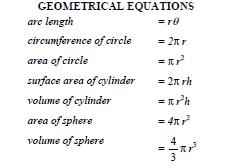 GEOMETRICAL EQUATIONS
arc length = rθ
circumference of circle = 2πr
area of circle = πr²
surface area of cylinder = 2πrh
volume of cylinder = πr²h
area of sphere = 4πr²
volume of sphere = 4/3 πr³